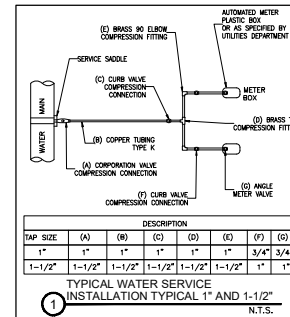 AUTOMATED METER
PLASTIC BOX
OR AS SPECIFIED BY
UTILITIES DEPARTMENT
(E) BRASS 90 ELBOW
COMPRESSION FITTING
SERVICE SADDLE
(C) CURB VALVE
COMPRESSION
CONNECTION
METER
BOX
WATER MAIN
(D) BRASS
COMPRESSION
(B) COPPER TUBING
TYPE K
(A) CORPORATION VALVE
COMPRESSION CONNECTION
(F) CURB VALVE
COMPRESSION CONNECTION
(G) ANGLE
METER VALVE
DESCRIPTION
TAP SIZE (A) (B) (C) (D) (E) (F) (G)
1" 1" 1" 1" 1" 1" 3/4" 3/4"
1-1/2" 1-1/2" 1-1/2" 1-1/2" 1-1/2" 1-1/2" 1" 1"
1 TYPICAL WATER SERVICE
INSTALLATION TYPICAL 1" AND 1-1/2"
N.T.S.